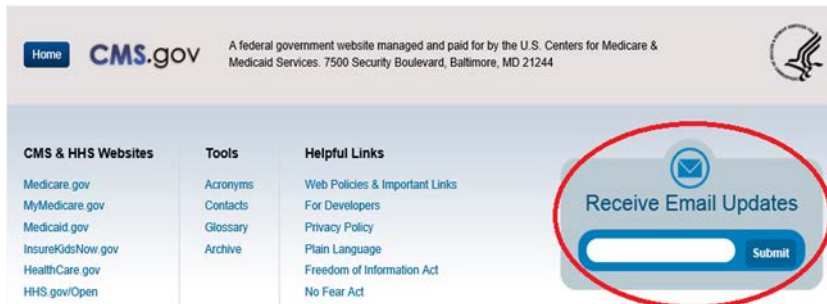 Home
CMS.gov
A federal government website managed and paid for by the U.S. Centers for Medicare &
Medicaid Services. 7500 Security Boulevard, Baltimore, MD 21244
CMS & HHS Websites
Medicare.gov
MyMedicare.gov
Medicaid.gov
InsureKidsNow.gov
HealthCare.gov
HHS.gov/Open
Tools
Acronyms
Contacts
Glossary
Archive
Helpful Links
Web Policies & Important Links
For Developers
Privacy Policy
Plain Language
Freedom of Information Act
No Fear Act
Receive Email Updates
Submit